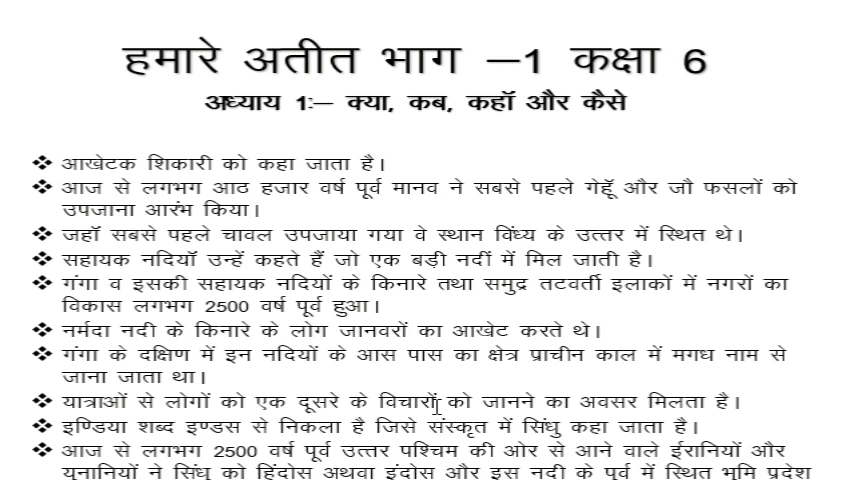 हमारे अतीत भाग –1 कक्षा 6
अध्याय 1:– क्या, कब, कहॉ और कैसे
❖ आखेटक शिकारी को कहा जाता है।
❖ आज से लगभग आठ हजार वर्ष पूर्व मानव ने सबसे पहले गेहॅू और जौ फसलों को
उपजाना आरंभ किया।
❖ जहॉ सबसे पहले चावल उपजाया गया वे स्थान विंध्य के उत्तर में स्थित थे।
❖ सहायक नदियॉ उन्हें कहते हैं जो एक बड़ी नदीं में मिल जाती है।
❖ गंगा व इसकी सहायक नदियों के किनारे तथा समुद्र तटवर्ती इलाकों में नगरों का
विकास लगभग 2500 वर्ष पूर्व हुआ।
❖ नर्मदा नदी के किनारे के लोग जानवरों का आखेट करते थे।
❖ गंगा के दक्षिण में इन नदियों के आस पास का क्षेत्र प्राचीन काल में मगध नाम से
जाना जाता था।
❖ यात्राओं से लोगों को एक दूसरे के विचारों को जानने का अवसर मिलता है।
❖ इण्डिया शब्द इण्डस से निकला है जिसे संस्कृत में सिंधु कहा जाता है।
❖ आज से लगभग 2500 वर्ष पूर्व उत्तर पश्चिम की ओर से आने वाले ईरानियों और
यूनानियों ने सिंधु को हिंदोस अथवा इंदोस और इस नदी के पूर्व में स्थित भूमि प्रदेश